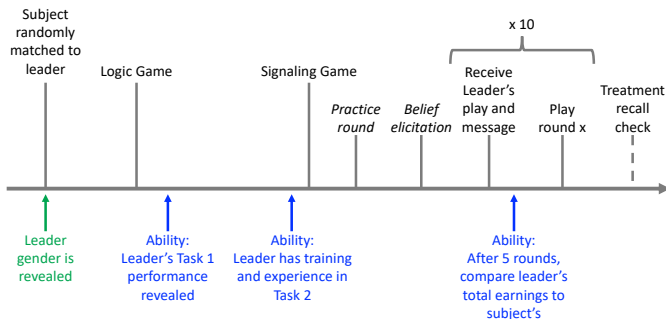 Subject
randomly
matched to
leader
Logic Game
Signaling Game
Practice
round
Belief
elicitation
x 10
Receive
Leader's
play and
message
Play
round x
Treatment
recall
check
Leader
gender is
revealed
Ability:
Leader's Task 1
performance
revealed
Ability:
Leader has training
and experience in
Task 2
Ability:
After 5 rounds,
compare leader's
total earnings to
subject's